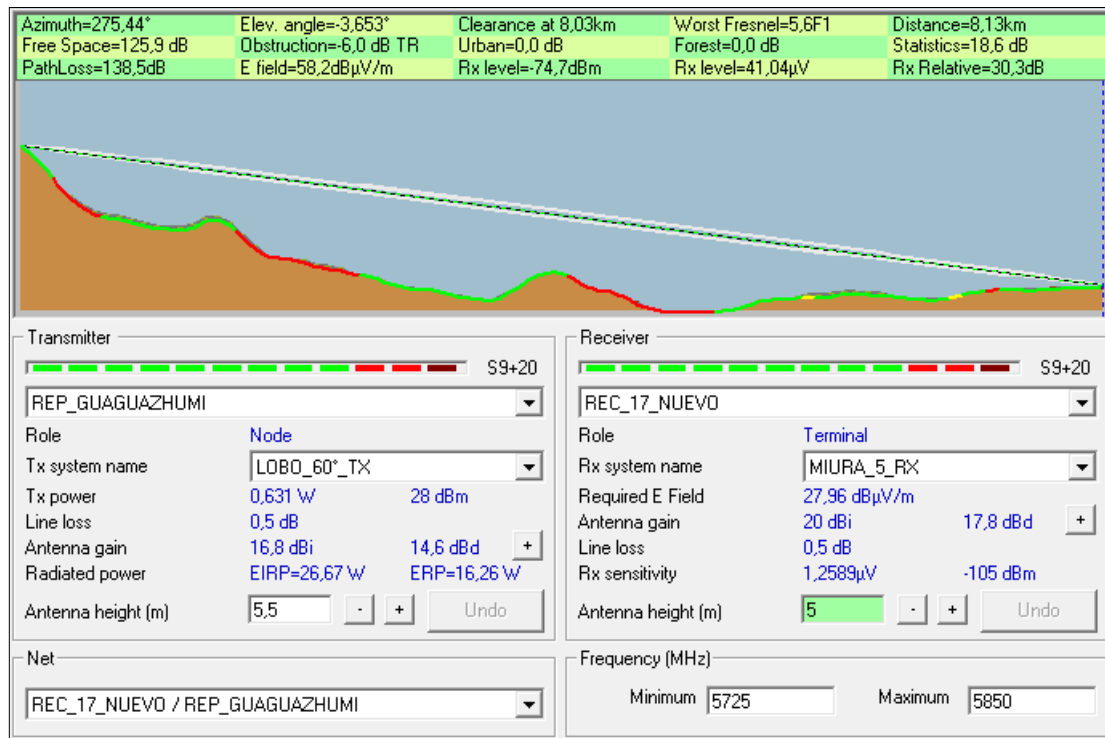 Azimuth=275,44° Elev. angle=-3,653° Clearance at 8,03km Worst Fresnel=5,6F1 Distance=8,13km
Free Space=125,9 dB Obstruction=-6,0 dB TR Urban=0,0 dB Forest=0,0 dB Statistics=18,6 dB
PathLoss=138,5dB E field=58,2dBµV/m Rx level=-74,7dBm Rx level=41,04µV Rx Relative=30,3dB
Transmitter
S9+20
REP_GUAGUAZHUMI
Role Node
Tx system name LOBO_60°_TX
Tx power 0,631 W 28 dBm
Line loss 0,5 dB
Antenna gain 16,8 dBi 14,6 dBd +
Radiated power EIRP=26,67 W ERP=16,26 W
Antenna height (m) 5,5 - + Undo
Receiver
S9+20
REC_17_NUEVO
Role Terminal
Rx system name MIURA_5_RX
Required E Field 27,96 dBµV/m
Antenna gain 20 dBi 17,8 dBd +
Line loss 0,5 dB
Rx sensitivity 1,2589µV -105 dBm
Antenna height (m) 5 - + Undo
Net
REC_17_NUEVO / REP_GUAGUAZHUMI
Frequency (MHz)
Minimum 5725 Maximum 5850